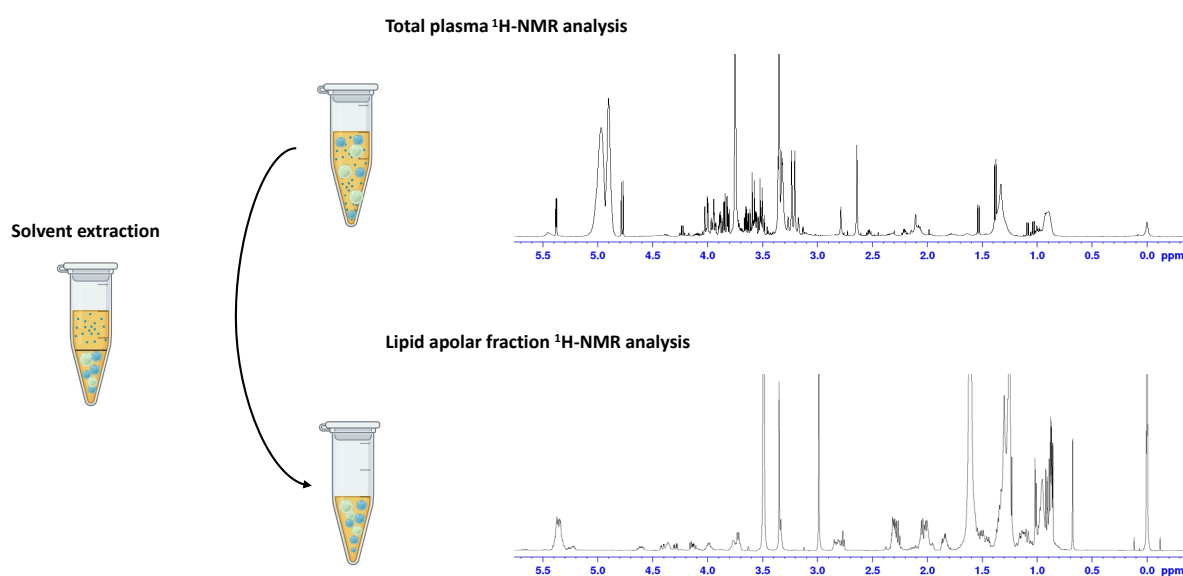 Total plasma ¹H-NMR analysis
5.5 5.0 4.5 4.0 3.5 3.0 2.5 2.0 1.5 1.0 0.5 0.0 ppm
Solvent extraction
Lipid apolar fraction ¹H-NMR analysis
5.5 5.0 4.5 4.0 3.5 3.0 2.5 2.0 1.5 1.0 0.5 0.0 ppm